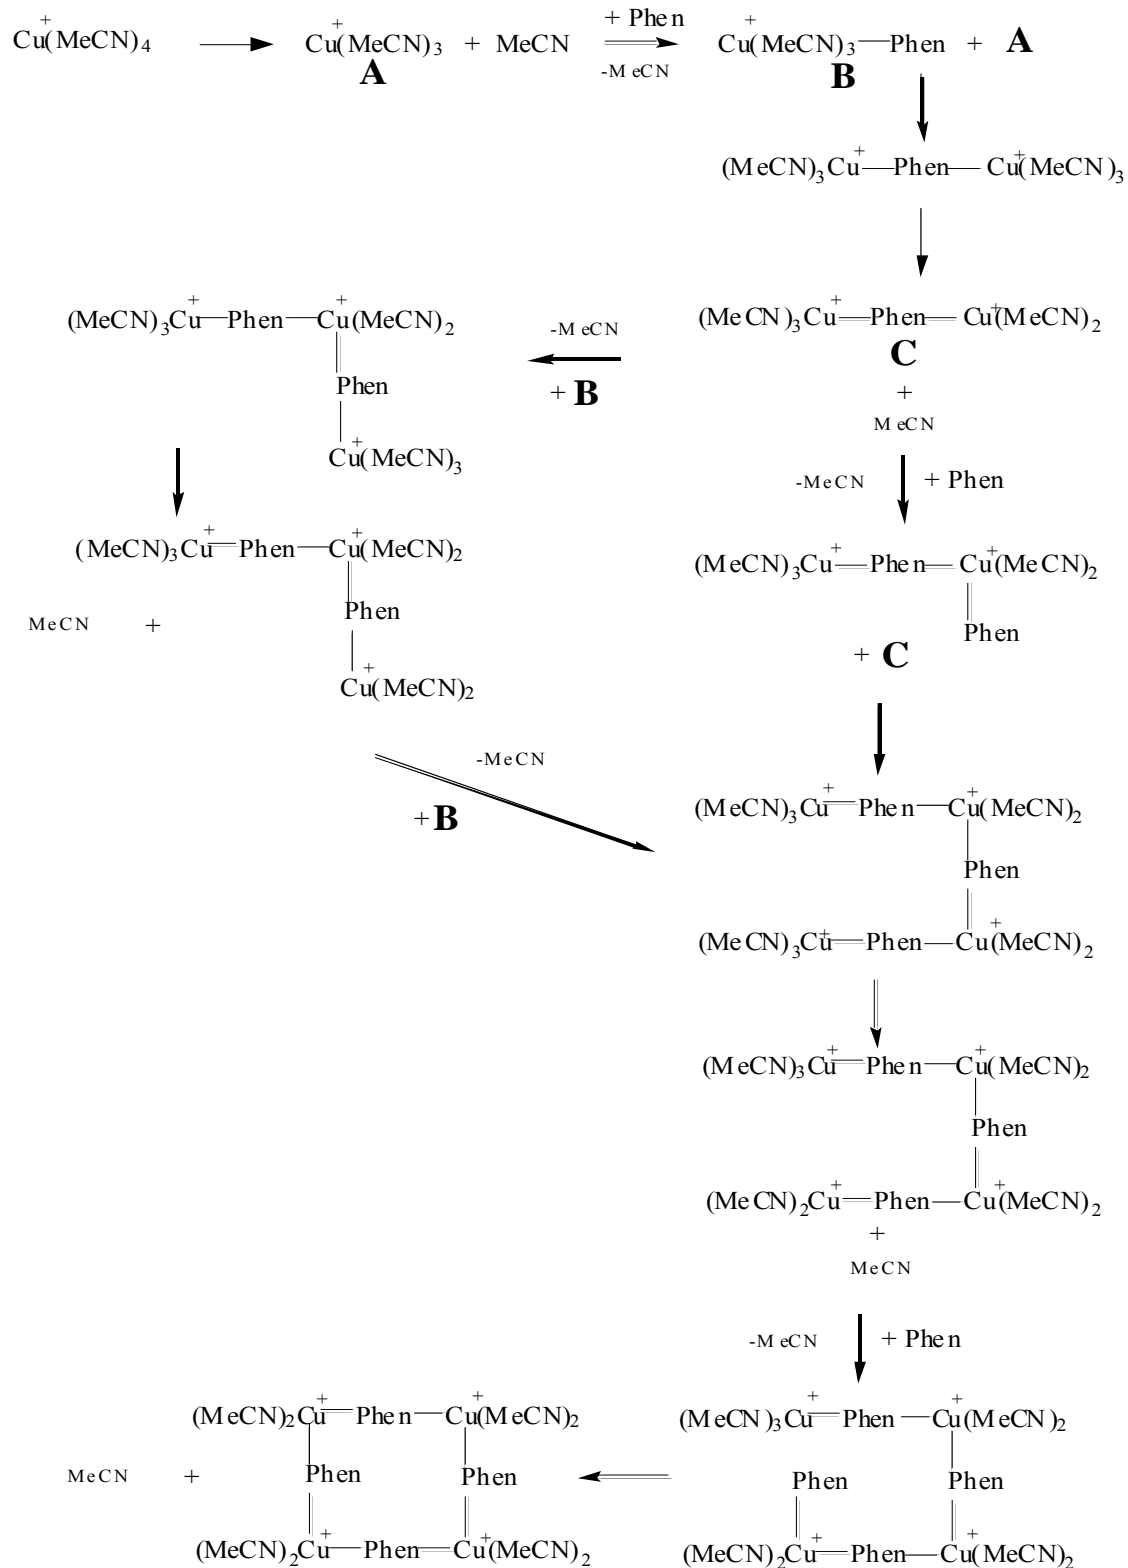 Cu+(MeCN)4 Cu+(MeCN)3 + MeCN + Phen Cu+(MeCN)3—Phen + A
A -MeCN B
(MeCN)3Cu+—Phen—Cu+(MeCN)3
(MeCN)3Cu+—Phen—Cu+(MeCN)2 (MeCN)3Cu+—Phen—Cu+(MeCN)2
-MeCN C
Phen + B +
MeCN
Cu+(MeCN)3
-MeCN + Phen
(MeCN)3Cu+—Phen—Cu+(MeCN)2 (MeCN)3Cu+—Phen—Cu+(MeCN)2
Phen
MeCN + Phen
+ C
Cu+(MeCN)2
-MeCN
+B
(MeCN)3Cu+—Phen—Cu+(MeCN)2
Phen
(MeCN)3Cu+—Phen—Cu+(MeCN)2
(MeCN)3Cu+—Phen—Cu+(MeCN)2
Phen
(MeCN)2Cu+—Phen—Cu+(MeCN)2
+
MeCN
-MeCN + Phen
(MeCN)2Cu+—Phen—Cu+(MeCN)2 (MeCN)3Cu+—Phen—Cu+(MeCN)2
MeCN + Phen Phen Phen Phen
(MeCN)2Cu+—Phen—Cu+(MeCN)2 (MeCN)2Cu+—Phen—Cu+(MeCN)2